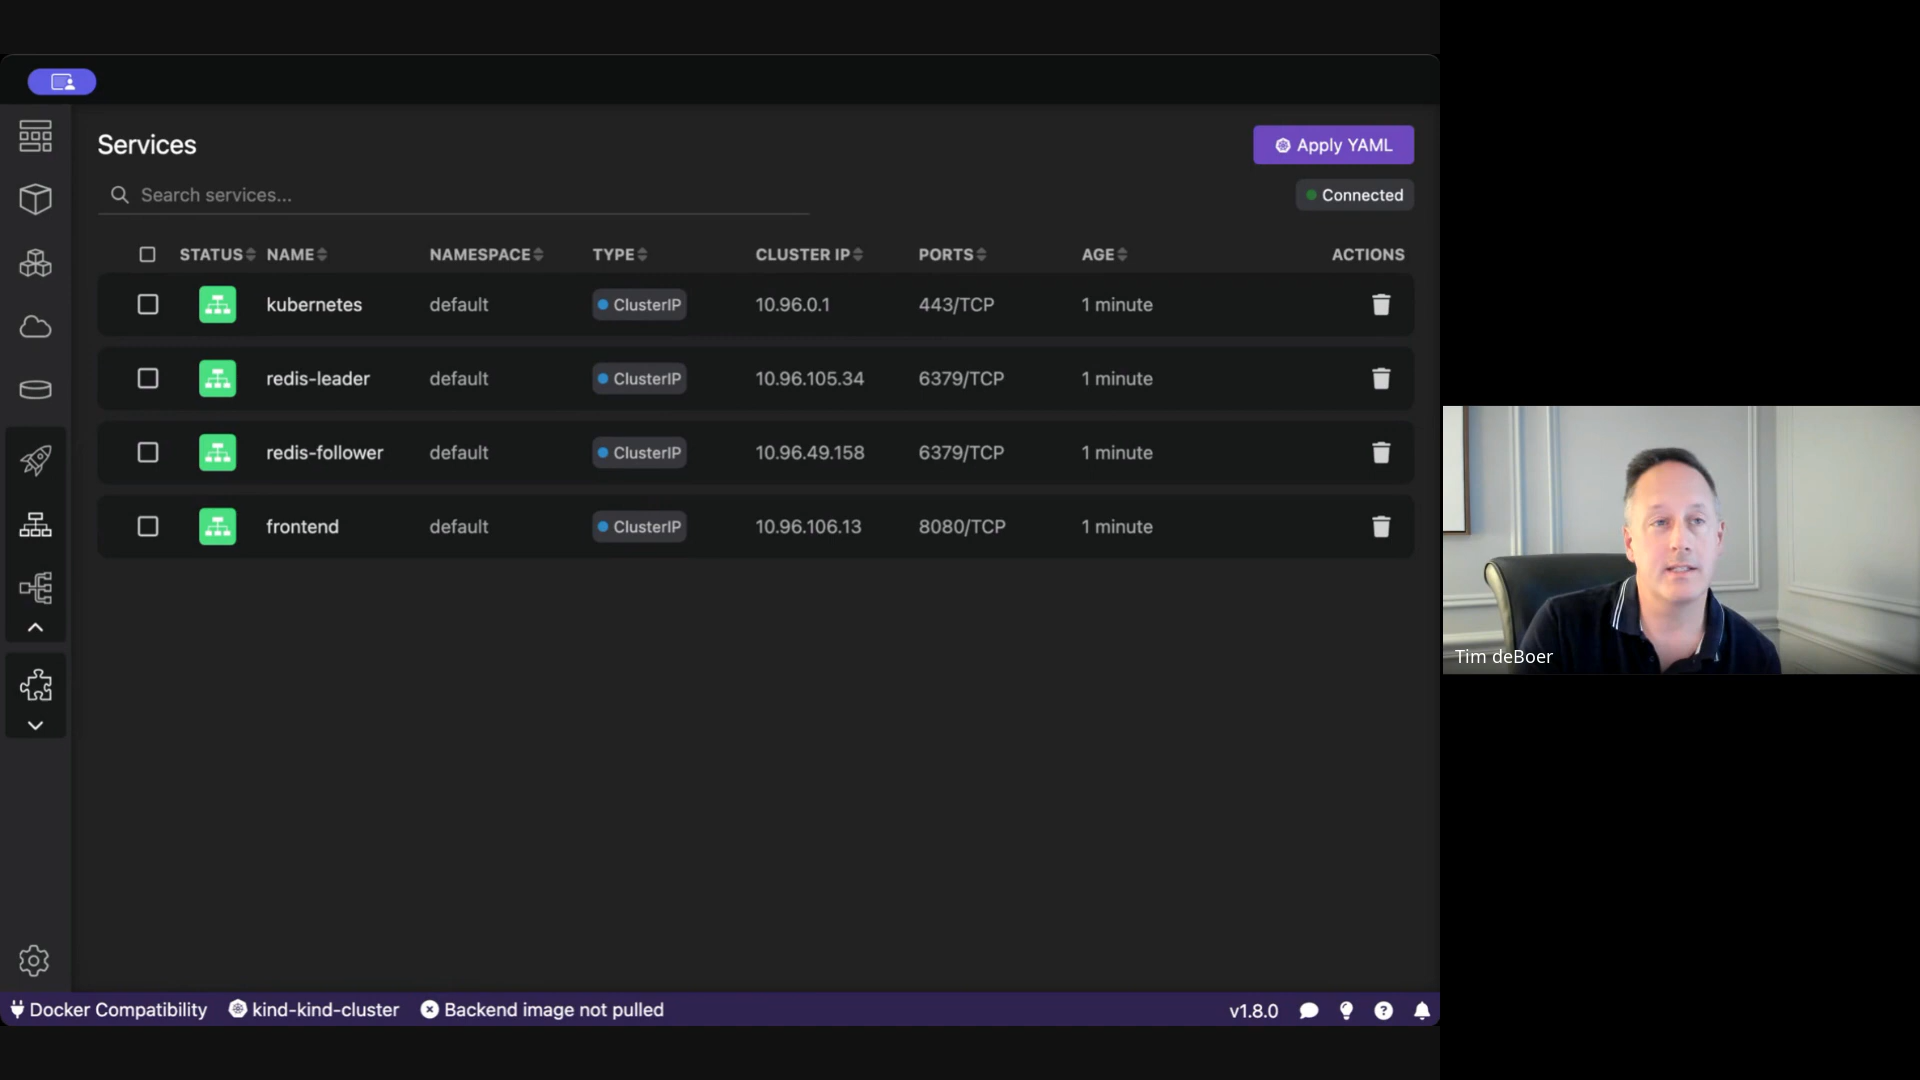 Services
Apply YAML
Search services...
Connected
STATUS NAME NAMESPACE TYPE CLUSTER IP PORTS AGE ACTIONS
kubernetes default ClusterIP 10.96.0.1 443/TCP 1 minute
redis-leader default ClusterIP 10.96.105.34 6379/TCP 1 minute
redis-follower default ClusterIP 10.96.49.158 6379/TCP 1 minute
frontend default ClusterIP 10.96.106.13 8080/TCP 1 minute
Tim deBoer
Docker Compatibility kind-kind-cluster Backend image not pulled v1.8.0